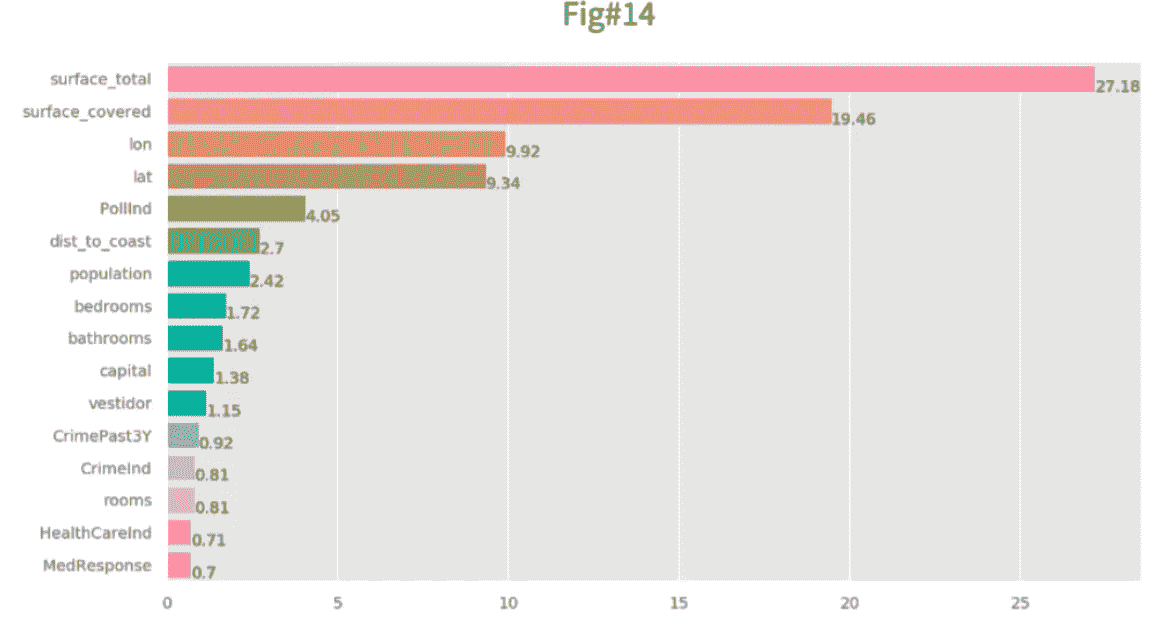 Fig#14
surface_total 27.18
surface_covered 19.46
lon 9.92
lat 9.34
PollInd 4.05
dist_to_coast 2.7
population 2.42
bedrooms 1.72
bathrooms 1.64
capital 1.38
vestidor 1.15
CrimePast3Y 0.92
CrimeInd 0.81
rooms 0.81
HealthCareInd 0.71
MedResponse 0.7
0 5 10 15 20 25